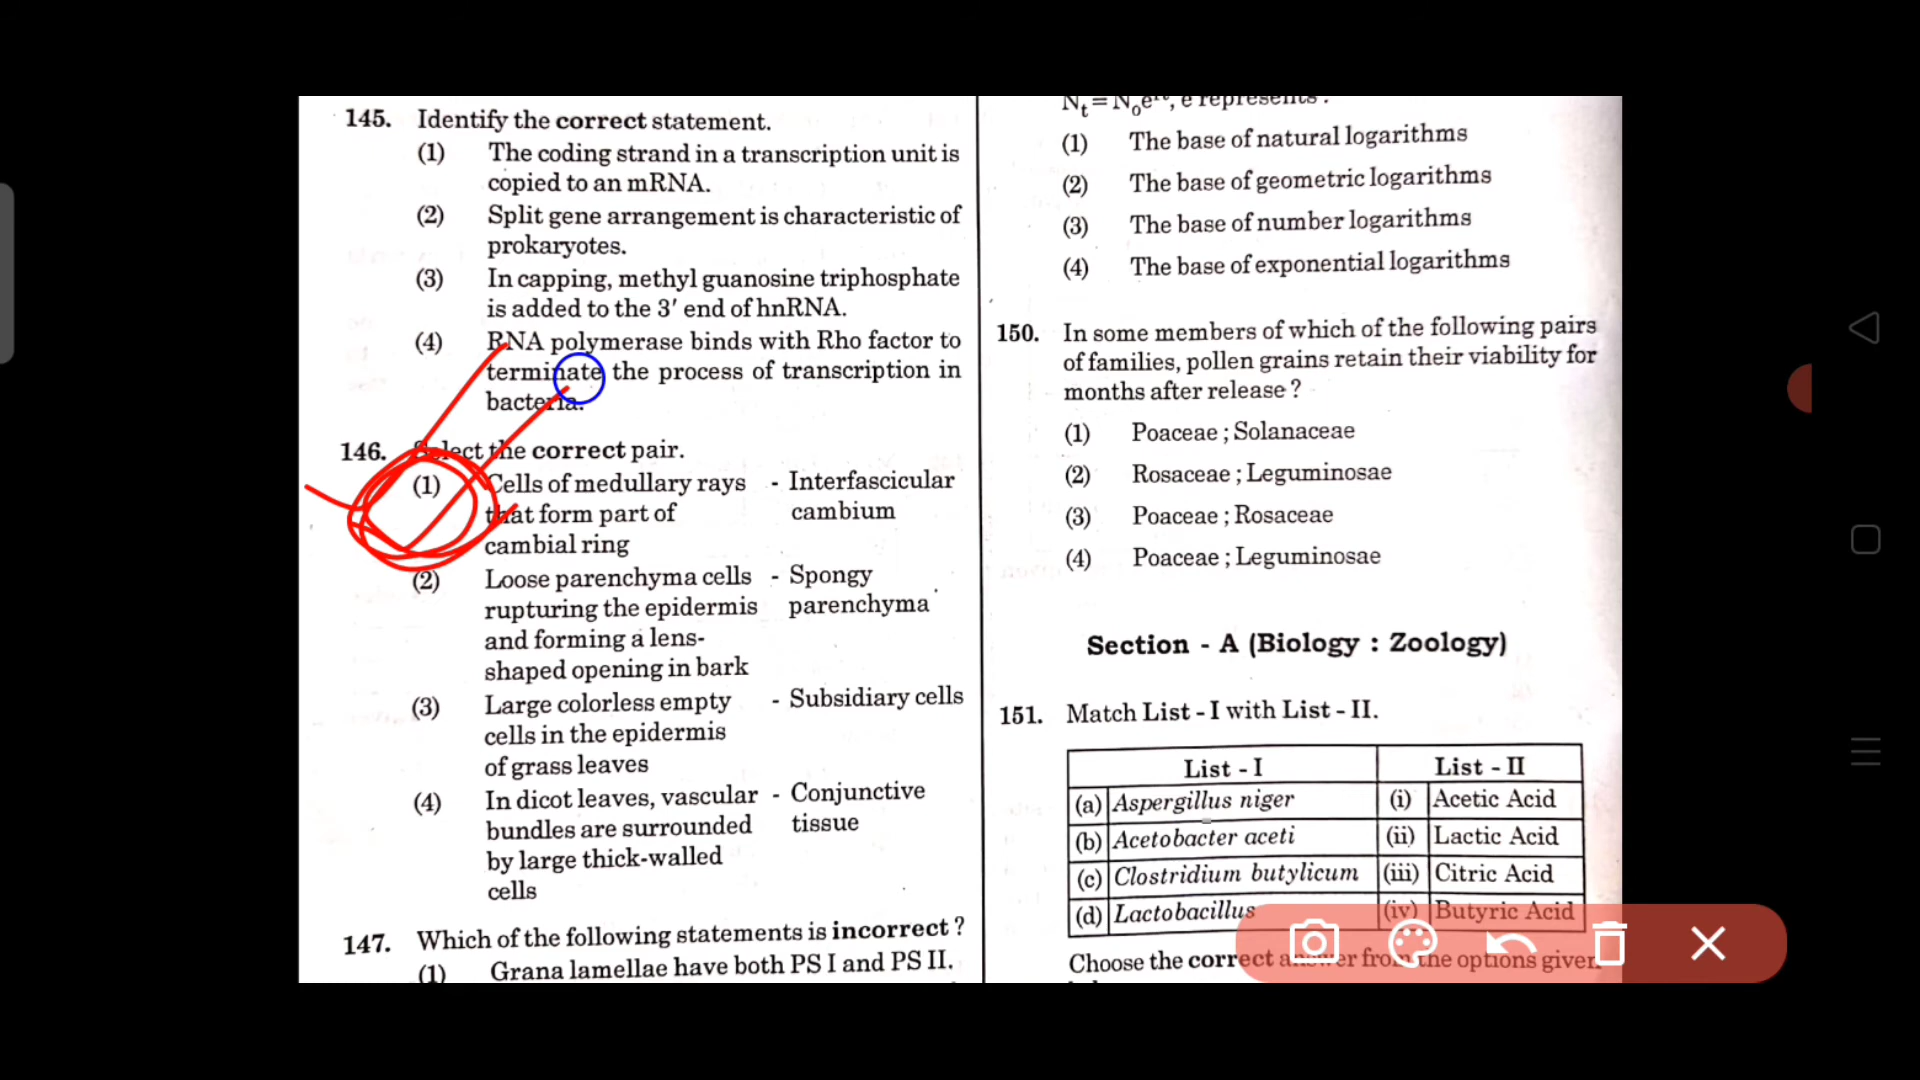 145. Identify the correct statement.
(1) The coding strand in a transcription unit is
copied to an mRNA.
(2) Split gene arrangement is characteristic of
prokaryotes.
(3) In capping, methyl guanosine triphosphate
is added to the 3′ end of hnRNA.
(4) RNA polymerase binds with Rho factor to
terminate the process of transcription in
bacteria.
146. Select the correct pair.
(1) Cells of medullary rays - Interfascicular
that form part of cambium
cambial ring
(2) Loose parenchyma cells - Spongy
rupturing the epidermis parenchyma
and forming a lens-
shaped opening in bark
(3) Large colorless empty - Subsidiary cells
cells in the epidermis
of grass leaves
(4) In dicot leaves, vascular - Conjunctive
bundles are surrounded tissue
by large thick-walled
cells
147. Which of the following statements is incorrect ?
(1) Grana lamellae have both PS I and PS II.
Nt = N0e , e represents :
(1) The base of natural logarithms
(2) The base of geometric logarithms
(3) The base of number logarithms
(4) The base of exponential logarithms
150. In some members of which of the following pairs
of families, pollen grains retain their viability for
months after release ?
(1) Poaceae ; Solanaceae
(2) Rosaceae ; Leguminosae
(3) Poaceae ; Rosaceae
(4) Poaceae ; Leguminosae
Section - A (Biology : Zoology)
151. Match List - I with List - II.
List - I List - II
(a) Aspergillus niger (i) Acetic Acid
(b) Acetobacter aceti (ii) Lactic Acid
(c) Clostridium butylicum (iii) Citric Acid
(d) Lactobacillus (iv) Butyric Acid
Choose the correct answer from the options given